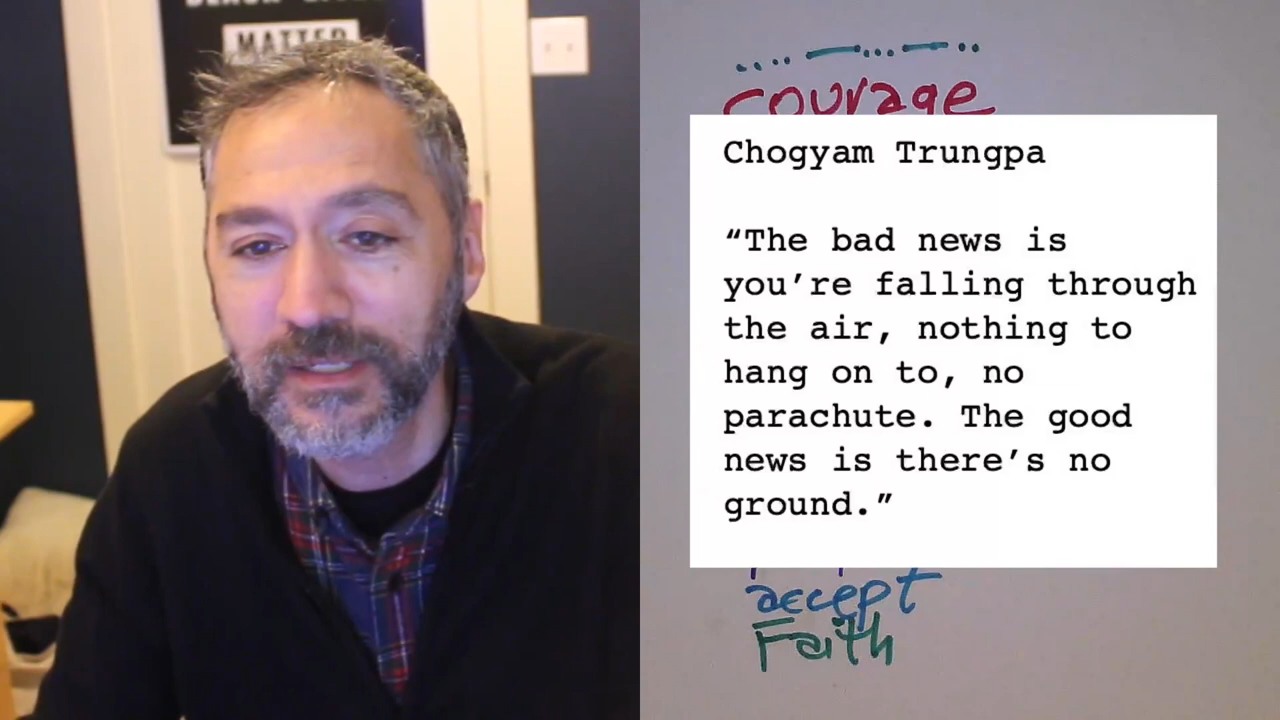 MATTER
courage
Chogyam Trungpa
“The bad news is
you’re falling through
the air, nothing to
hang on to, no
parachute. The good
news is there’s no
ground.”
accept
Faith